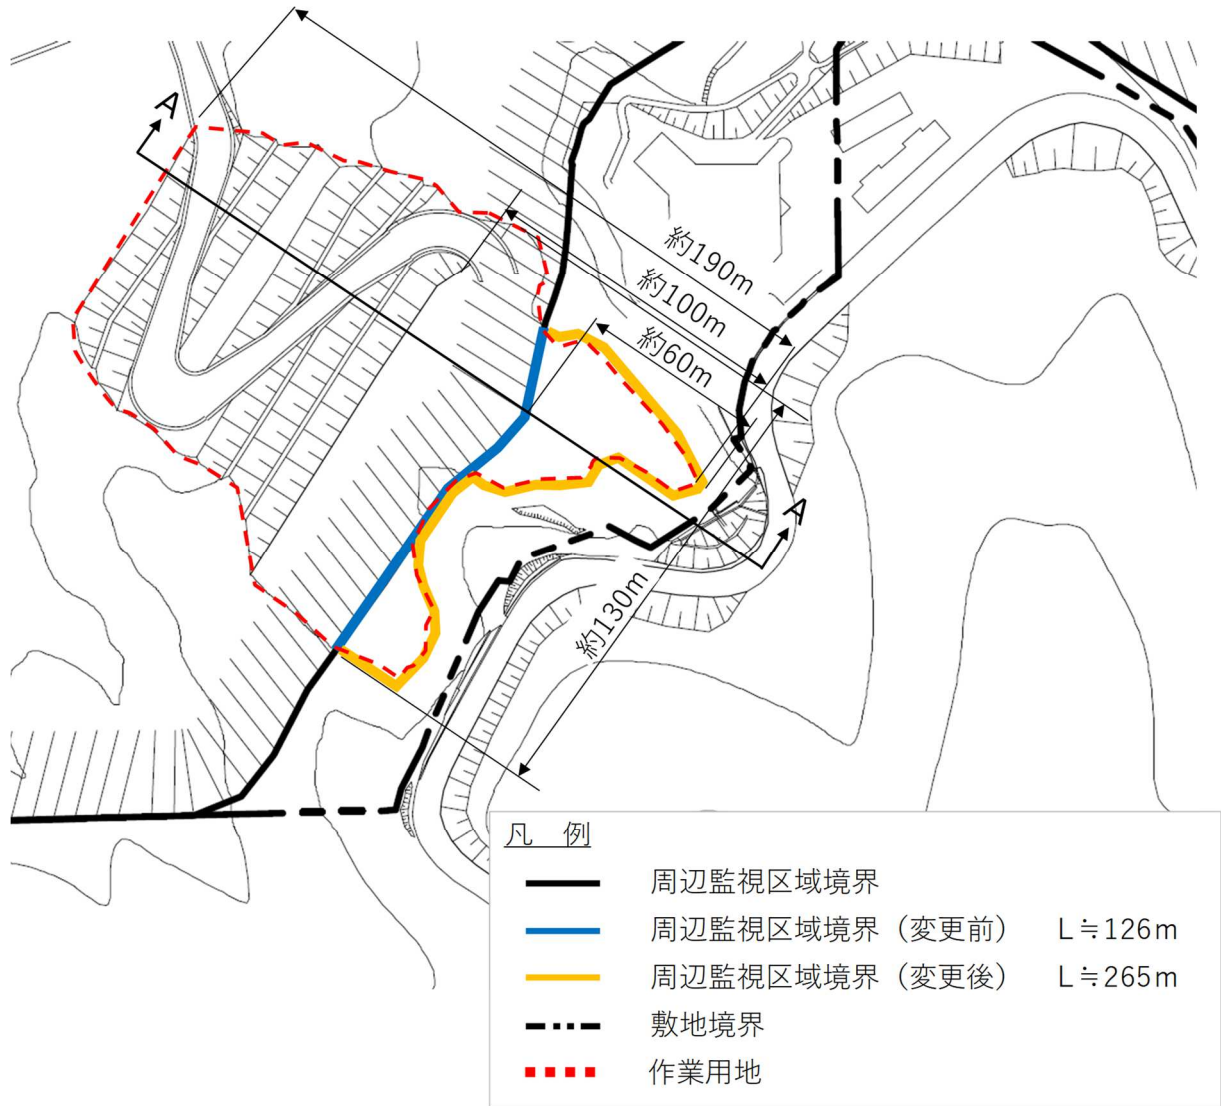 A
約190m
約100m
約60m
A
約130m
凡　例
周辺監視区域境界
周辺監視区域境界（変更前）　L≒126m
周辺監視区域境界（変更後）　L≒265m
敷地境界
作業用地